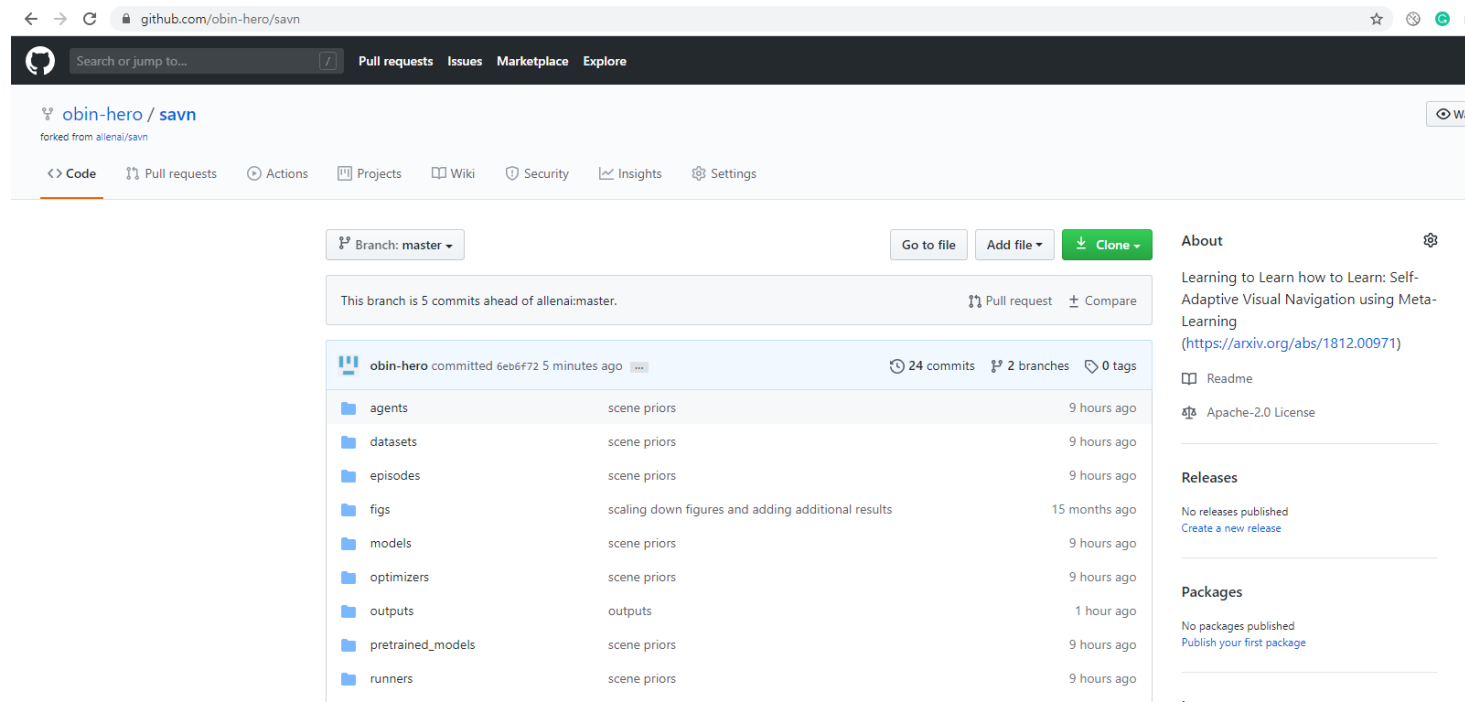 github.com/obin-hero/savn
Search or jump to... / Pull requests Issues Marketplace Explore
obin-hero / savn
forked from allenai/savn
Code Pull requests Actions Projects Wiki Security Insights Settings
Branch: master Go to file Add file Clone
This branch is 5 commits ahead of allenai:master. Pull request Compare
obin-hero committed 6eb6f72 5 minutes ago ... 24 commits 2 branches 0 tags
agents scene priors 9 hours ago
datasets scene priors 9 hours ago
episodes scene priors 9 hours ago
figs scaling down figures and adding additional results 15 months ago
models scene priors 9 hours ago
optimizers scene priors 9 hours ago
outputs outputs 1 hour ago
pretrained_models scene priors 9 hours ago
runners scene priors 9 hours ago
About
Learning to Learn how to Learn: Self-
Adaptive Visual Navigation using Meta-
Learning
(https://arxiv.org/abs/1812.00971)
Readme
Apache-2.0 License
Releases
No releases published
Create a new release
Packages
No packages published
Publish your first package